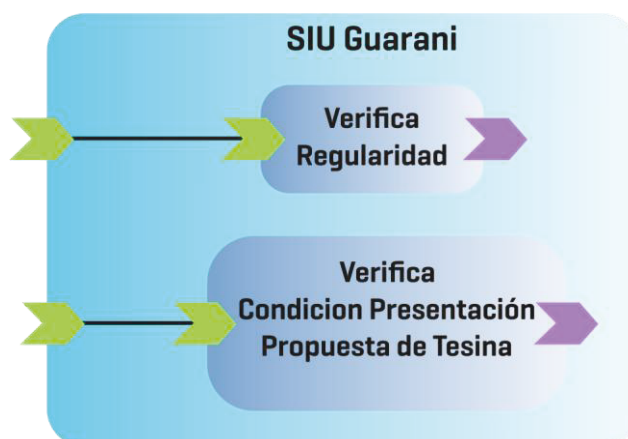 SIU Guarani
Verifica
Regularidad
Verifica
Condicion Presentación
Propuesta de Tesina